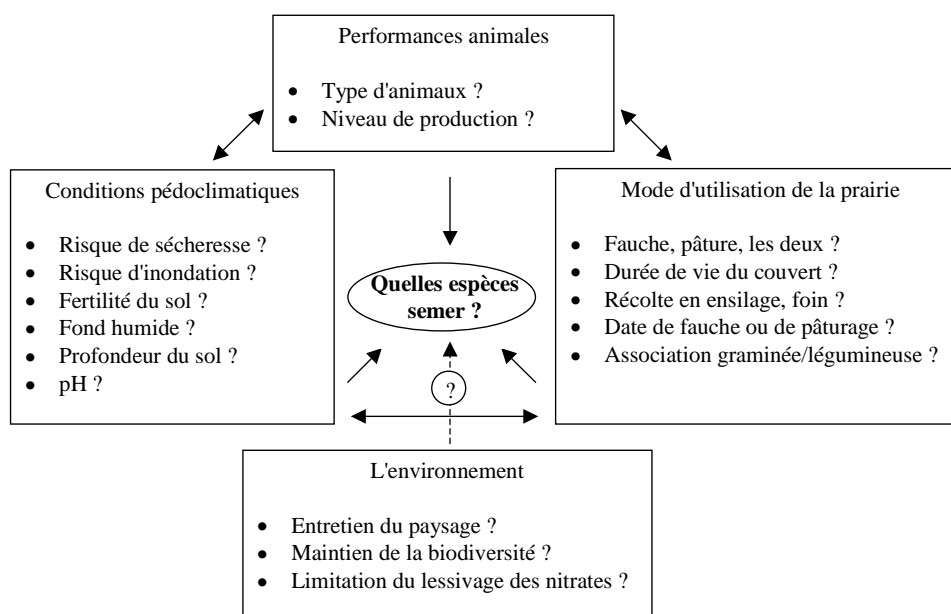 Performances animales
• Type d'animaux ?
• Niveau de production ?
Conditions pédoclimatiques
• Risque de sécheresse ?
• Risque d'inondation ?
• Fertilité du sol ?
• Fond humide ?
• Profondeur du sol ?
• pH ?
Quelles espèces
semer ?
?
Mode d'utilisation de la prairie
• Fauche, pâture, les deux ?
• Durée de vie du couvert ?
• Récolte en ensilage, foin ?
• Date de fauche ou de pâturage ?
• Association graminée/légumineuse ?
L'environnement
• Entretien du paysage ?
• Maintien de la biodiversité ?
• Limitation du lessivage des nitrates ?